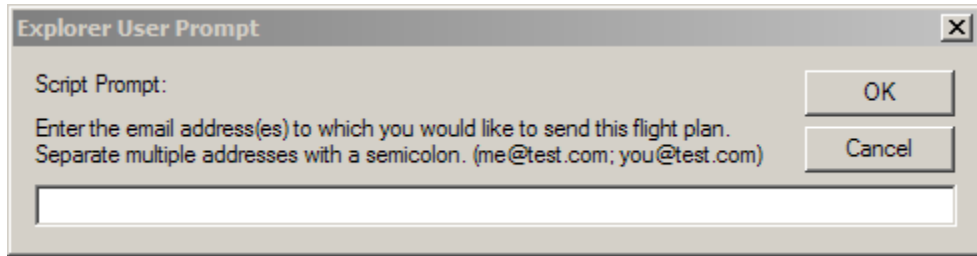 Explorer User Prompt
Script Prompt:
OK
Enter the email address(es) to which you would like to send this flight plan.
Separate multiple addresses with a semicolon. (me@test.com; you@test.com)
Cancel